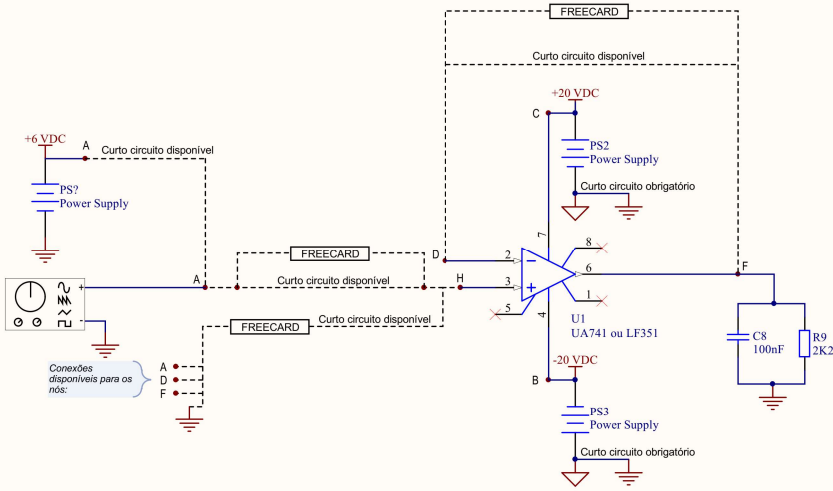 FREECARD
Curto circuito disponível
+20 VDC
C
PS2
Power Supply
Curto circuito obrigatório
+6 VDC
A
Curto circuito disponível
PS?
Power Supply
7
D
2
8
FREECARD
A
Curto circuito disponível
H
3
6
F
+
-
5
1
4
U1
UA741 ou LF351
FREECARD
Curto circuito disponível
C8
100nF
R9
2K2
Conexões
disponíveis para os
nós:
A
D
F
-20 VDC
B
PS3
Power Supply
Curto circuito obrigatório